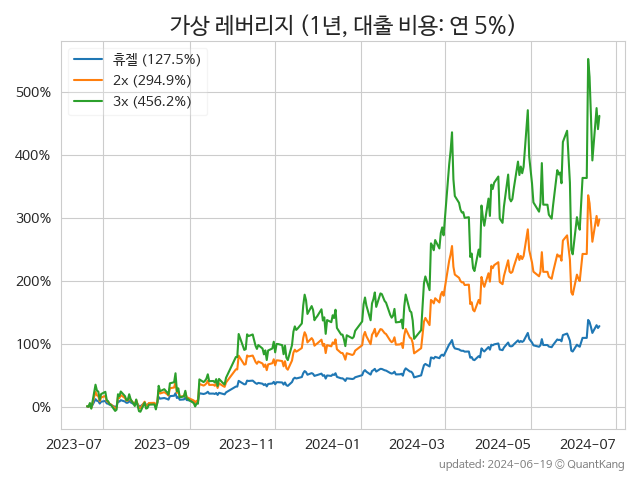 가상 레버리지 (1년, 대출 비용: 연 5%)
휴젤 (127.5%)
2x (294.9%)
3x (456.2%)
500%
400%
300%
200%
100%
0%
2023-07 2023-09 2023-11 2024-01 2024-03 2024-05 2024-07
updated: 2024-06-19 © QuantKang